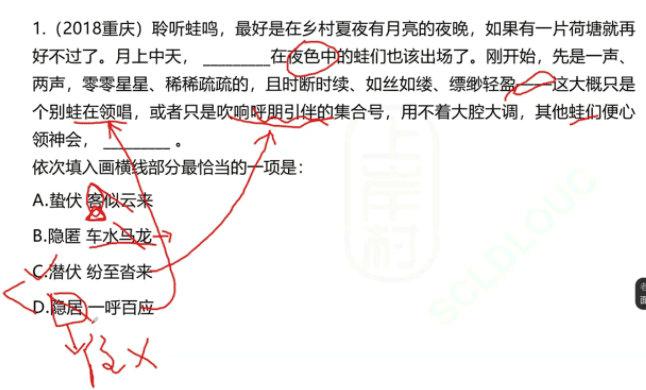 1.（2018重庆）聆听蛙鸣，最好是在乡村夏夜有月亮的夜晚，如果有一片荷塘就再
好不过了。月上中天，________在夜色中的蛙们也该出场了。刚开始，先是一声、
两声，零零星星、稀稀疏疏的，且时断时续、如丝如缕、缥缈轻盈——这大概只是
个别蛙在领唱，或者只是吹响呼朋引伴的集合号，用不着大腔大调，其他蛙们便心
领神会，________。
依次填入画横线部分最恰当的一项是：
A.蛰伏 客似云来
B.隐匿 车水马龙
C.潜伏 纷至沓来
D.隐居 一呼百应
上岸村
SCLDLOUC